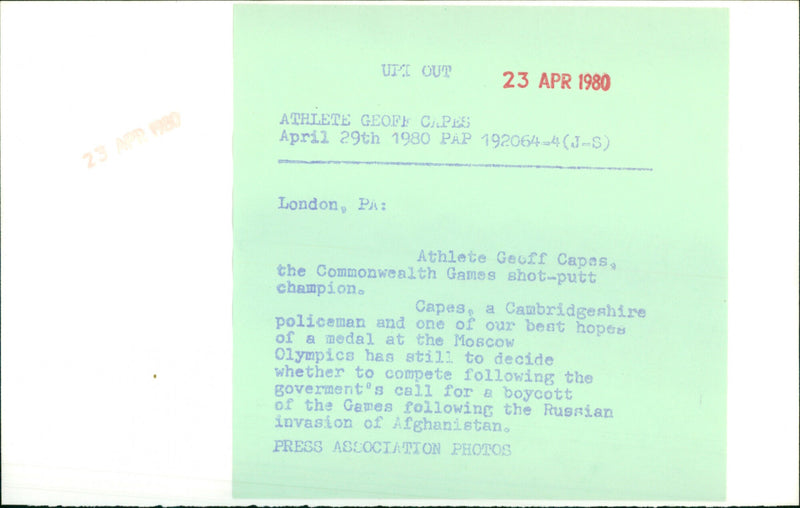 UPI OUT
23 APR 1980
23 APR 1980
ATHLETE GEOFF CAPES
April 29th 1980 PAP 192064-4(J-S)
London, PA:
Athlete Geoff Capes,
the Commonwealth Games shot-putt
champion.
Capes, a Cambridgeshire
policeman and one of our best hopes
of a medal at the Moscow
Olympics has still to decide
whether to compete following the
goverment's call for a boycott
of the Games following the Russian
invasion of Afghanistan.
PRESS ASSOCIATION PHOTOS